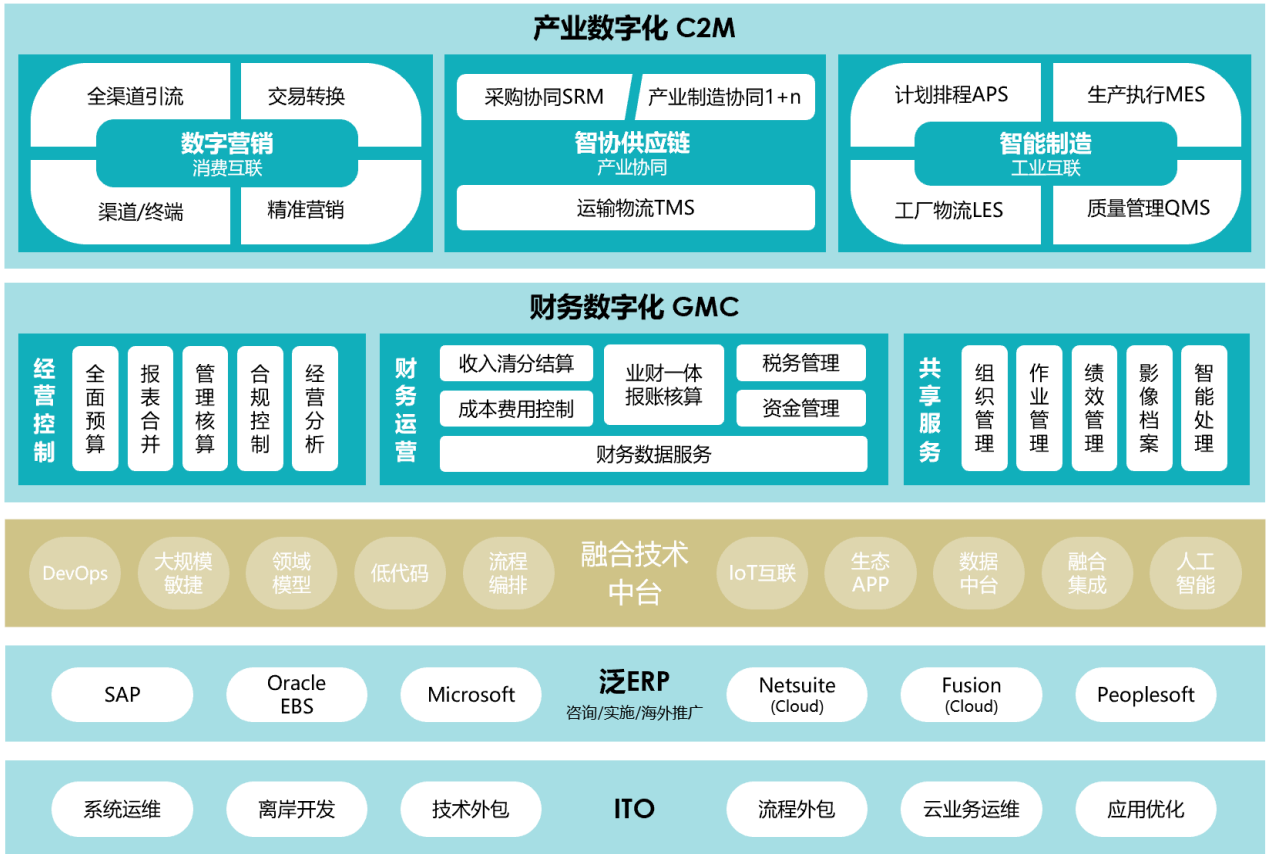 产业数字化 C2M
全渠道引流
交易转换
数字营销
消费互联
渠道/终端
精准营销
采购协同SRM
产业制造协同1+n
智协供应链
产业协同
运输物流TMS
计划排程APS
生产执行MES
智能制造
工业互联
工厂物流LES
质量管理QMS
财务数字化 GMC
经营控制
全面预算
报表合并
管理核算
合规控制
经营分析
财务运营
收入清分结算
成本费用控制
业财一体
报账核算
税务管理
资金管理
财务数据服务
共享服务
组织管理
作业管理
绩效管理
影像档案
智能处理
DevOps
大规模
敏捷
领域
模型
低代码
流程
编排
融合技术
中台
IoT互联
生态
APP
数据
中台
融合
集成
人工
智能
SAP
Oracle
EBS
Microsoft
泛ERP
咨询/实施/海外推广
Netsuite
(Cloud)
Fusion
(Cloud)
Peoplesoft
系统运维
离岸开发
技术外包
ITO
流程外包
云业务运维
应用优化